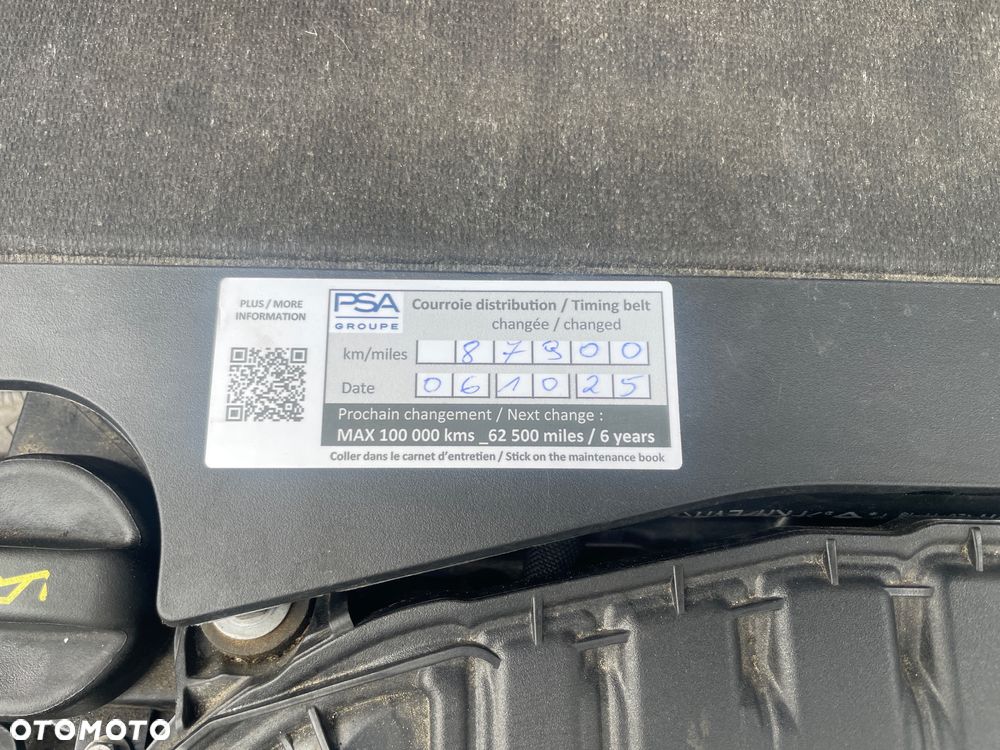 PLUS / MORE
INFORMATION
PSA
GROUPE
Courroie distribution / Timing belt
changée / changed
km/miles 87900
Date 061025
Prochain changement / Next change :
MAX 100 000 kms _62 500 miles / 6 years
Coller dans le carnet d'entretien / Stick on the maintenance book
OTOMOTO